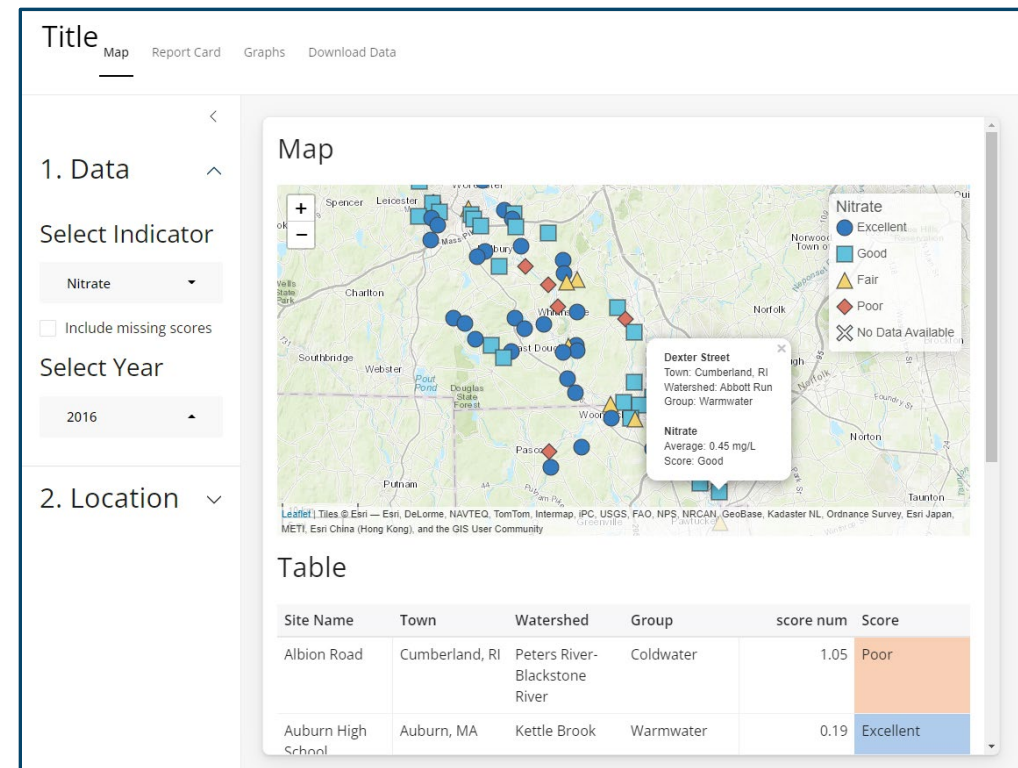 Title
Map Report Card Graphs Download Data
1. Data
Select Indicator
Nitrate
Include missing scores
Select Year
2016
2. Location
Map
+
−
Spencer Leicester
Charlton
Southbridge
Webster
Pout
Pond
Douglas
State
Forest
Putnam
Norfolk
Norton
Taunton
Greenville
Nitrate
Excellent
Good
Fair
Poor
No Data Available
Dexter Street
Town: Cumberland, RI
Watershed: Abbott Run
Group: Warmwater
Nitrate
Average: 0.45 mg/L
Score: Good
Leaflet | Tiles © Esri — Esri, DeLorme, NAVTEQ, TomTom, Intermap, iPC, USGS, FAO, NPS, NRCAN, GeoBase, Kadaster NL, Ordnance Survey, Esri Japan,
METI, Esri China (Hong Kong), and the GIS User Community
Table
Site Name Town Watershed Group score num Score
Albion Road Cumberland, RI Peters River- Coldwater 1.05 Poor
Blackstone
River
Auburn High Auburn, MA Kettle Brook Warmwater 0.19 Excellent
School